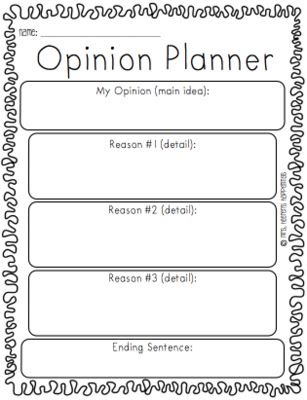 name:
Opinion Planner
My Opinion (main idea):
Reason #1 (detail):
Reason #2 (detail):
Reason #3 (detail):
Ending Sentence: